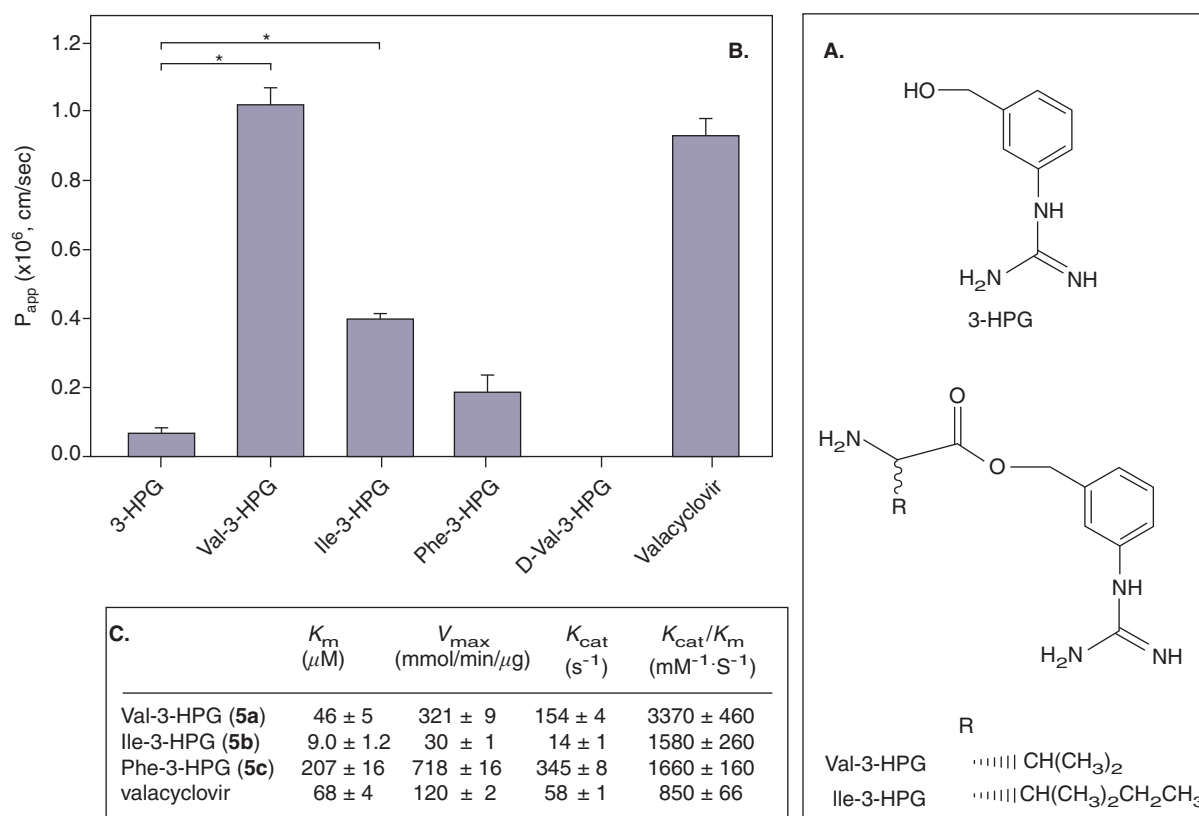 B.
1.2
1.0
0.8
0.6
0.4
0.2
0.0
P_app (x10^6, cm/sec)
*
*
3-HPG
Val-3-HPG
Ile-3-HPG
Phe-3-HPG
D-Val-3-HPG
Valacyclovir
A.
HO
NH
H2N
NH
3-HPG
O
H2N
O
R
NH
H2N
NH
R
Val-3-HPG CH(CH3)2
Ile-3-HPG CH(CH3)2CH2CH3
C. K_m V_max K_cat K_cat/K_m
(μM) (mmol/min/μg) (s^-1) (mM^-1·S^-1)
Val-3-HPG (5a) 46 ± 5 321 ± 9 154 ± 4 3370 ± 460
Ile-3-HPG (5b) 9.0 ± 1.2 30 ± 1 14 ± 1 1580 ± 260
Phe-3-HPG (5c) 207 ± 16 718 ± 16 345 ± 8 1660 ± 160
valacyclovir 68 ± 4 120 ± 2 58 ± 1 850 ± 66